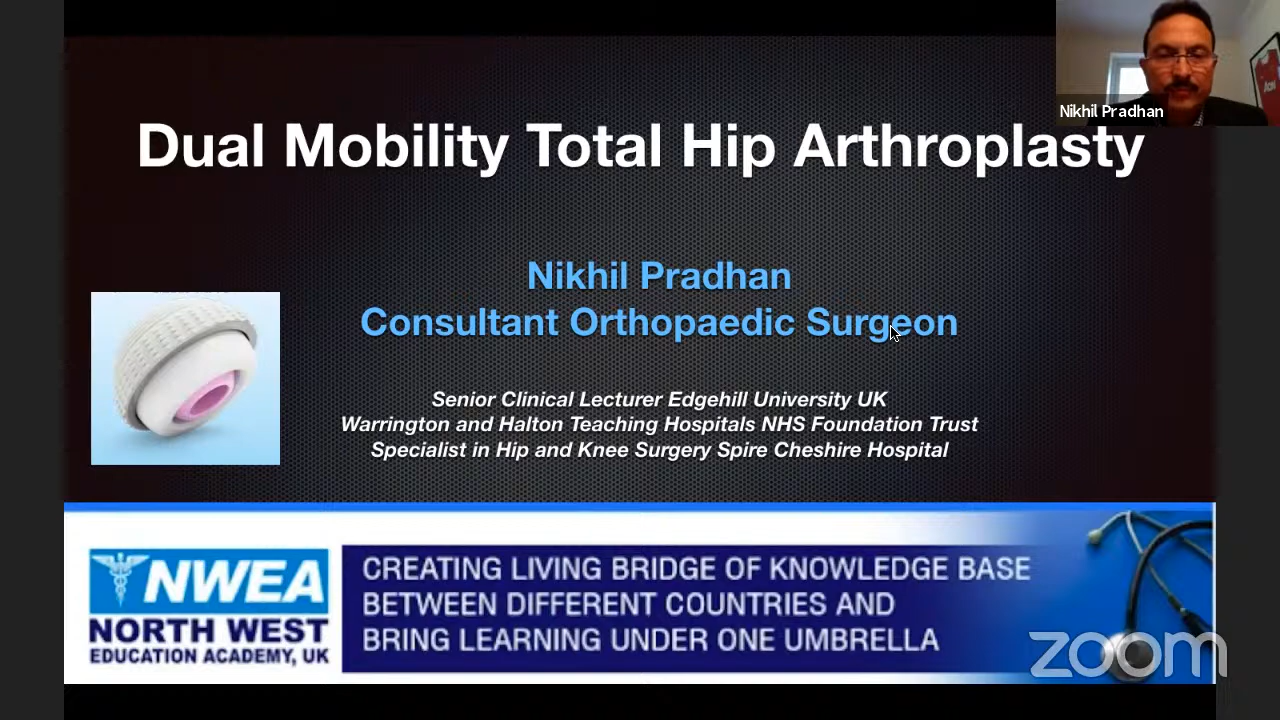 Nikhil Pradhan
Dual Mobility Total Hip Arthroplasty
Nikhil Pradhan
Consultant Orthopaedic Surgeon
Senior Clinical Lecturer Edgehill University UK
Warrington and Halton Teaching Hospitals NHS Foundation Trust
Specialist in Hip and Knee Surgery Spire Cheshire Hospital
NWEA
NORTH WEST
EDUCATION ACADEMY, UK
CREATING LIVING BRIDGE OF KNOWLEDGE BASE
BETWEEN DIFFERENT COUNTRIES AND
BRING LEARNING UNDER ONE UMBRELLA
zoom